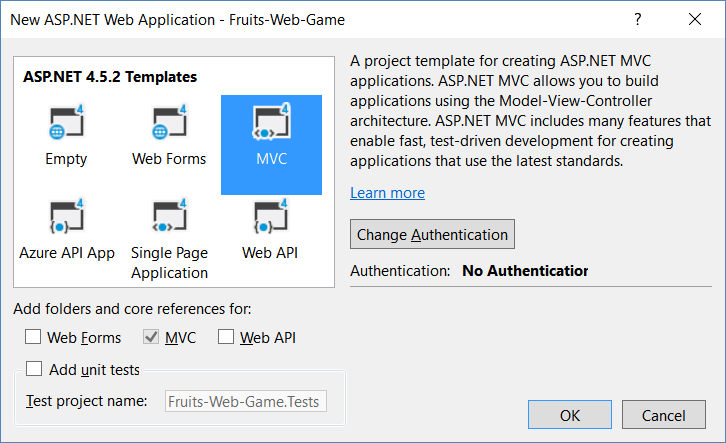 New ASP.NET Web Application - Fruits-Web-Game
ASP.NET 4.5.2 Templates
4
4
4
Empty
Web Forms
MVC
4
4
4
Azure API App
Single Page
Application
Web API
A project template for creating ASP.NET MVC
applications. ASP.NET MVC allows you to build
applications using the Model-View-Controller
architecture. ASP.NET MVC includes many features that
enable fast, test-driven development for creating
applications that use the latest standards.
Learn more
Change Authentication
Authentication: No Authentication
Add folders and core references for:
Web Forms
MVC
Web API
Add unit tests
Test project name:
Fruits-Web-Game.Tests
OK
Cancel